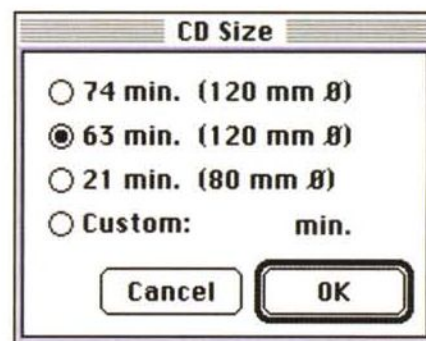 CD Size
74 min. (120 mm Ø)
63 min. (120 mm Ø)
21 min. (80 mm Ø)
Custom: min.
Cancel OK